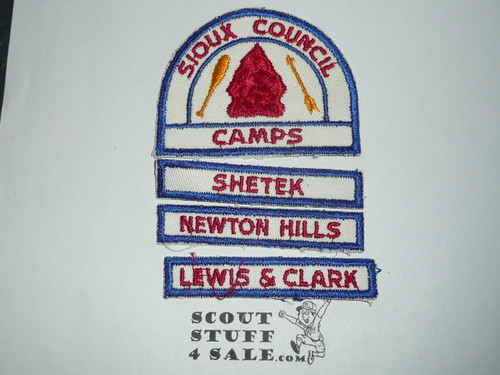 SIOUX COUNCIL
CAMPS
SHETEK
NEWTON HILLS
LEWIS & CLARK
SCOUT
STUFF
4 SALE.com